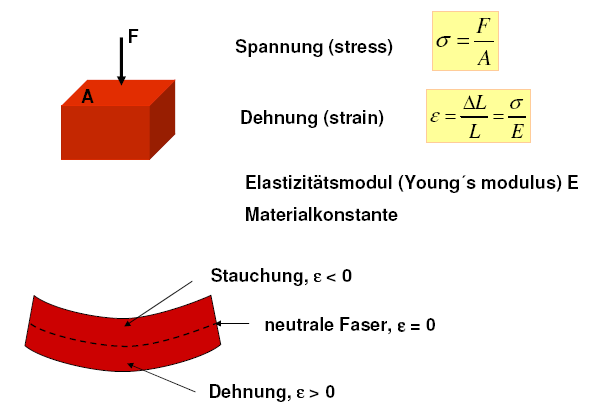 F
A
Spannung (stress)
σ = F/A
Dehnung (strain)
ε = ΔL/L = σ/E
Elastizitätsmodul (Young´s modulus) E
Materialkonstante
Stauchung, ε < 0
neutrale Faser, ε = 0
Dehnung, ε > 0